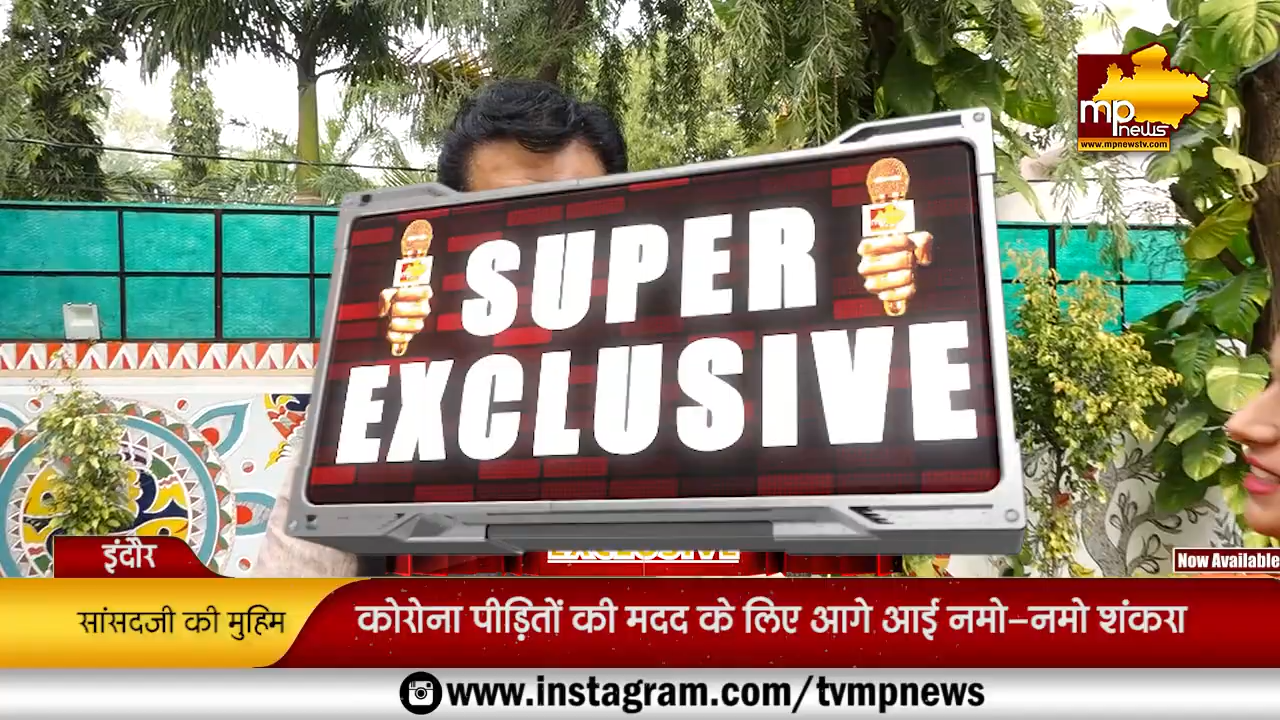 mp
news
www.mpnewstv.com
SUPER
EXCLUSIVE
EXCLUSIVE
इंदौर
Now Available
सांसदजी की मुहिम
कोरोना पीड़ितों की मदद के लिए आगे आई नमो-नमो शंकरा
www.instagram.com/tvmpnews